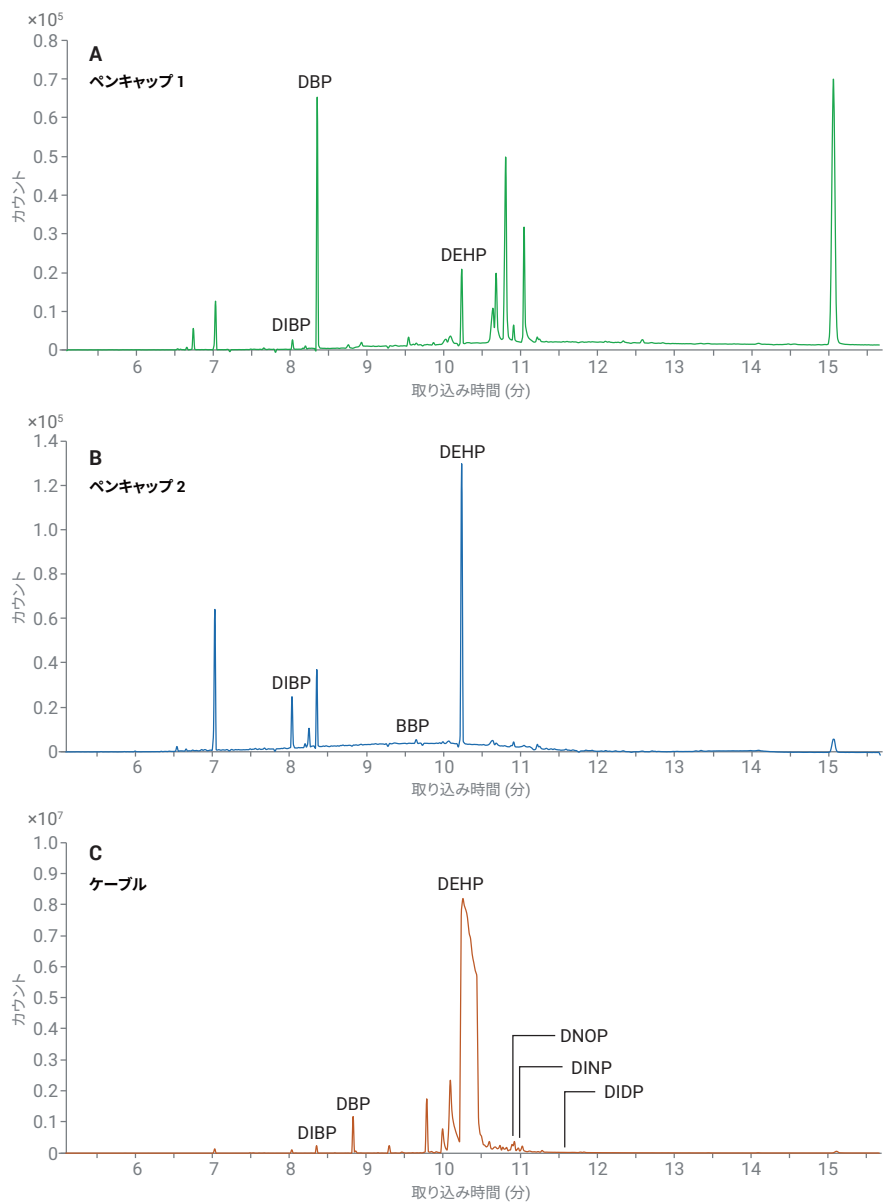 ×10⁵
0.8
0.7
0.6
0.5
0.4
0.3
0.2
0.1
0
カウント
A
ペンキャップ 1
DBP
DEHP
DIBP
6 7 8 9 10 11 12 13 14 15
取り込み時間 (分)
×10⁵
1.4
1.2
1.0
0.8
0.6
0.4
0.2
0
カウント
B
ペンキャップ 2
DEHP
DIBP
BBP
6 7 8 9 10 11 12 13 14 15
取り込み時間 (分)
×10⁷
1.0
0.9
0.8
0.7
0.6
0.5
0.4
0.3
0.2
0.1
0
カウント
C
ケーブル
DEHP
DNOP
DINP
DIDP
DBP
DIBP
6 7 8 9 10 11 12 13 14 15
取り込み時間 (分)